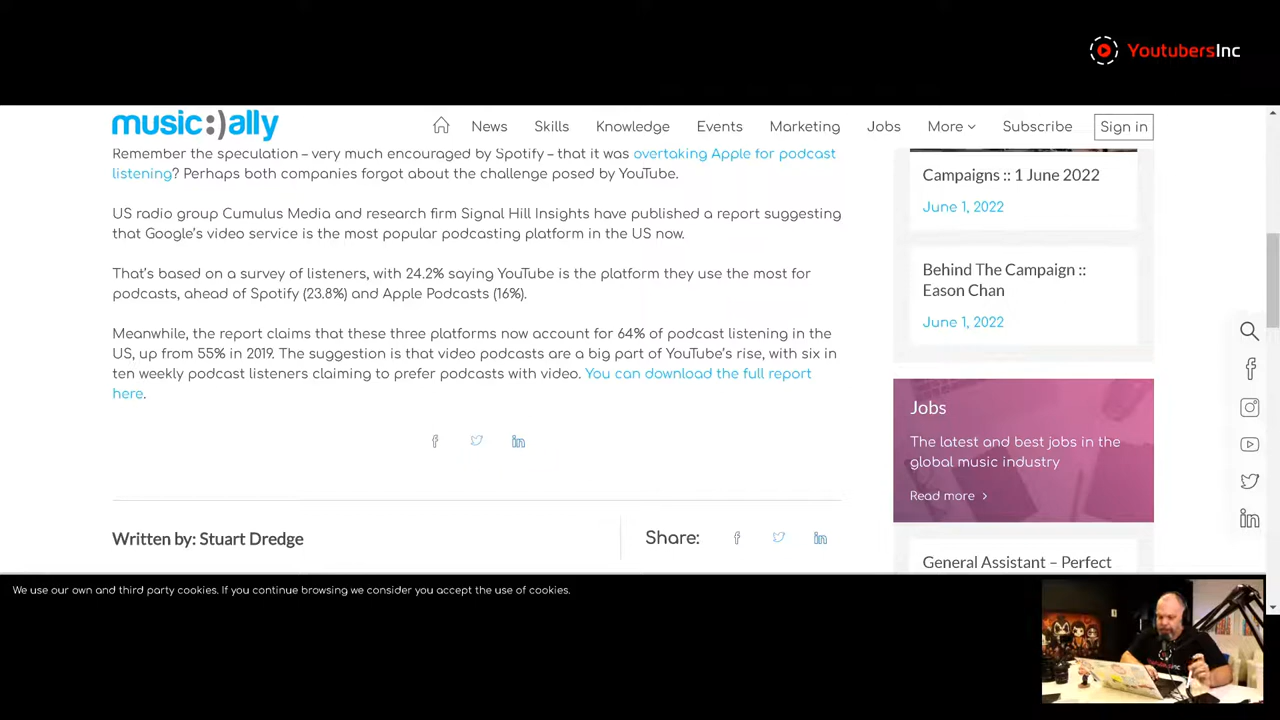 YoutubersInc
music:)ally
News Skills Knowledge Events Marketing Jobs More Subscribe Sign in
Remember the speculation – very much encouraged by Spotify – that it was overtaking Apple for podcast
listening? Perhaps both companies forgot about the challenge posed by YouTube.
US radio group Cumulus Media and research firm Signal Hill Insights have published a report suggesting
that Google's video service is the most popular podcasting platform in the US now.
That's based on a survey of listeners, with 24.2% saying YouTube is the platform they use the most for
podcasts, ahead of Spotify (23.8%) and Apple Podcasts (16%).
Meanwhile, the report claims that these three platforms now account for 64% of podcast listening in the
US, up from 55% in 2019. The suggestion is that video podcasts are a big part of YouTube's rise, with six in
ten weekly podcast listeners claiming to prefer podcasts with video. You can download the full report
here.
Written by: Stuart Dredge
Share:
Campaigns :: 1 June 2022
June 1, 2022
Behind The Campaign ::
Eason Chan
June 1, 2022
Jobs
The latest and best jobs in the
global music industry
Read more >
General Assistant – Perfect
We use our own and third party cookies. If you continue browsing we consider you accept the use of cookies.